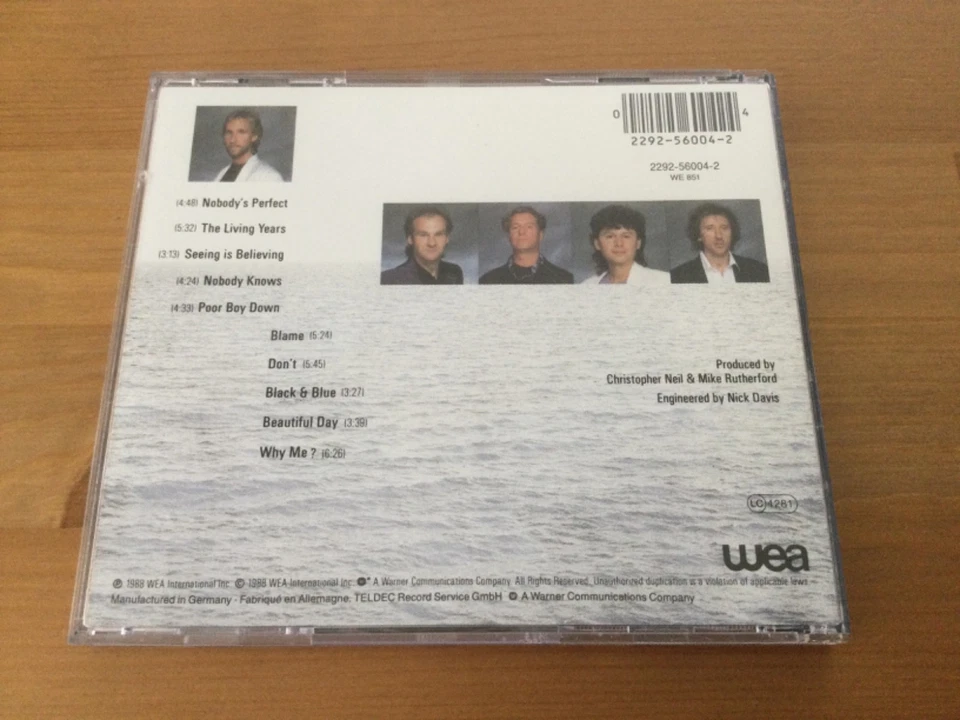 0 4
2292-56004-2
2292-56004-2
WE 851
(4:48) Nobody's Perfect
(5:32) The Living Years
(3:13) Seeing is Believing
(4:24) Nobody Knows
(4:33) Poor Boy Down
Blame (5:24)
Don't (5:45)
Black & Blue (3:27)
Beautiful Day (3:39)
Why Me? (6:26)
Produced by
Christopher Neil & Mike Rutherford
Engineered by Nick Davis
LC 4281
wea
℗ 1988 WEA International Inc. © 1988 WEA International Inc. A Warner Communications Company. All Rights Reserved. Unauthorized duplication is a violation of applicable laws
Manufactured in Germany · Fabriqué en Allemagne. TELDEC Record Service GmbH A Warner Communications Company